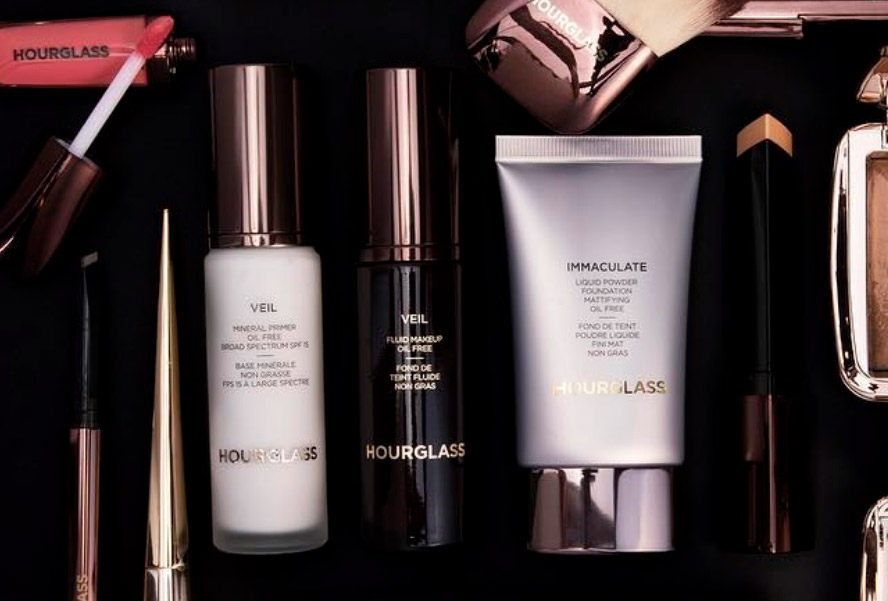 HOURGLASS
HOURGLASS
VEIL
MINERAL PRIMER
OIL FREE
BROAD SPECTRUM SPF 15
BASE MINERALE
NON GRASSE
FPS 15 A LARGE SPECTRE
HOURGLASS
VEIL
FLUID MAKEUP
OIL FREE
FOND DE
TEINT FLUIDE
NON GRAS
HOURGLASS
IMMACULATE
LIQUID POWDER
FOUNDATION
MATTIFYING
OIL FREE
FOND DE TEINT
POUDRE LIQUIDE
FINI MAT
NON GRAS
HOURGLASS
ASS